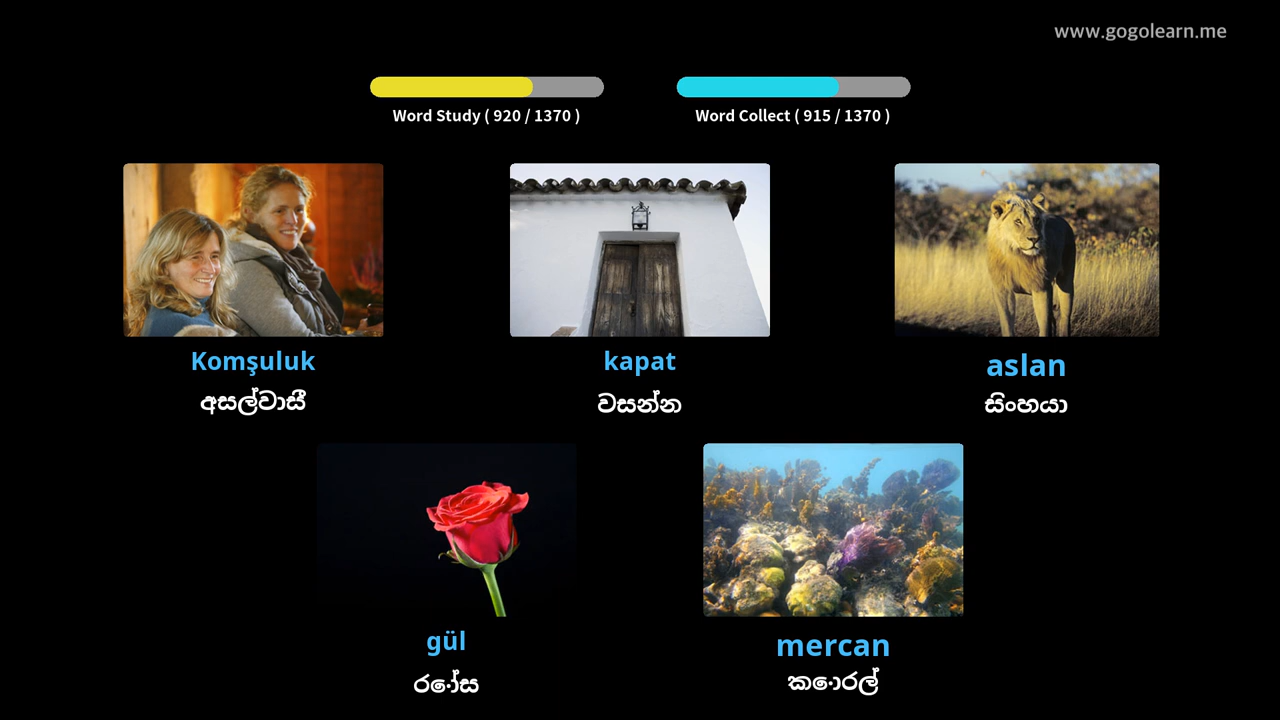 www.gogolearn.me
Word Study ( 920 / 1370 )
Word Collect ( 915 / 1370 )
Komşuluk
අසල්වාසී
kapat
වසන්න
aslan
සිංහයා
gül
රෝස
mercan
කොරල්